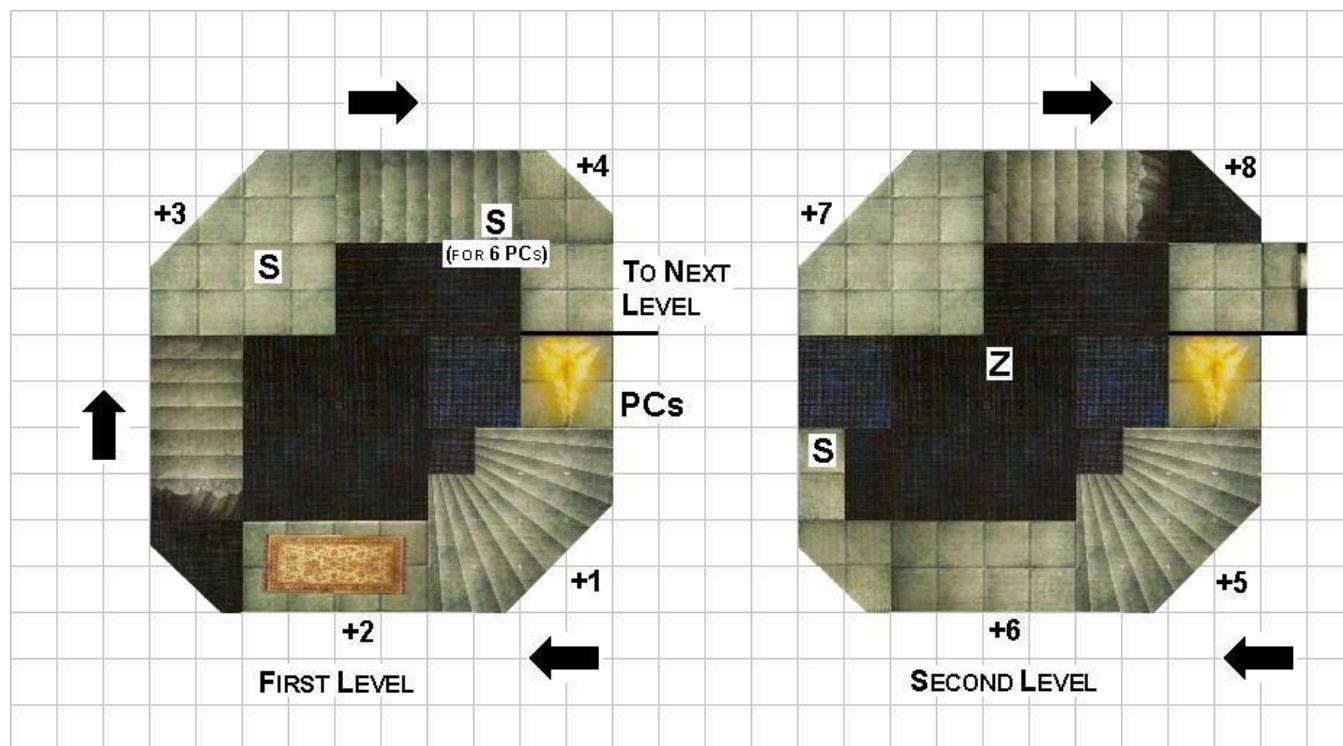 +4
+3
S
(FOR 6 PCS)
S
TO NEXT
LEVEL
PCs
+1
+2
FIRST LEVEL
+8
+7
Z
S
+5
+6
SECOND LEVEL